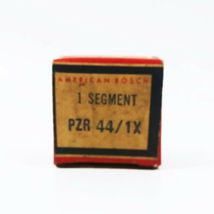 AMERICAN BOSCH
1 SEGMENT
PZR 44/1X